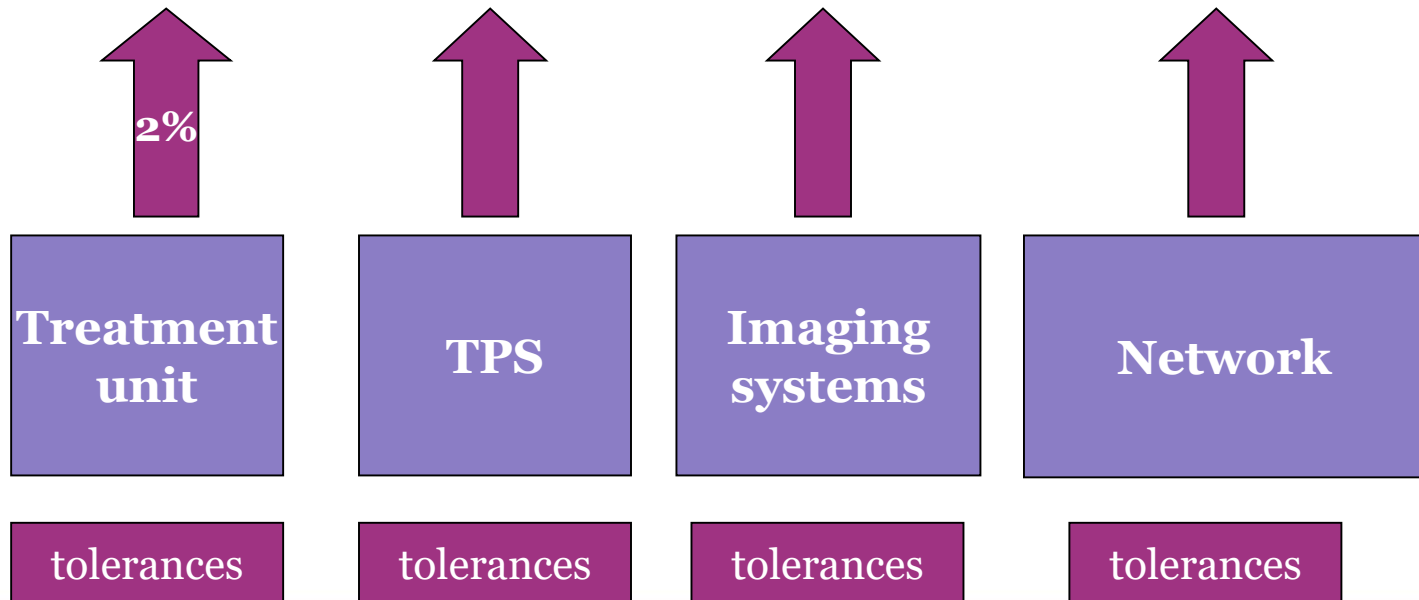 2%
Treatment
unit
TPS
Imaging
systems
Network
tolerances
tolerances
tolerances
tolerances